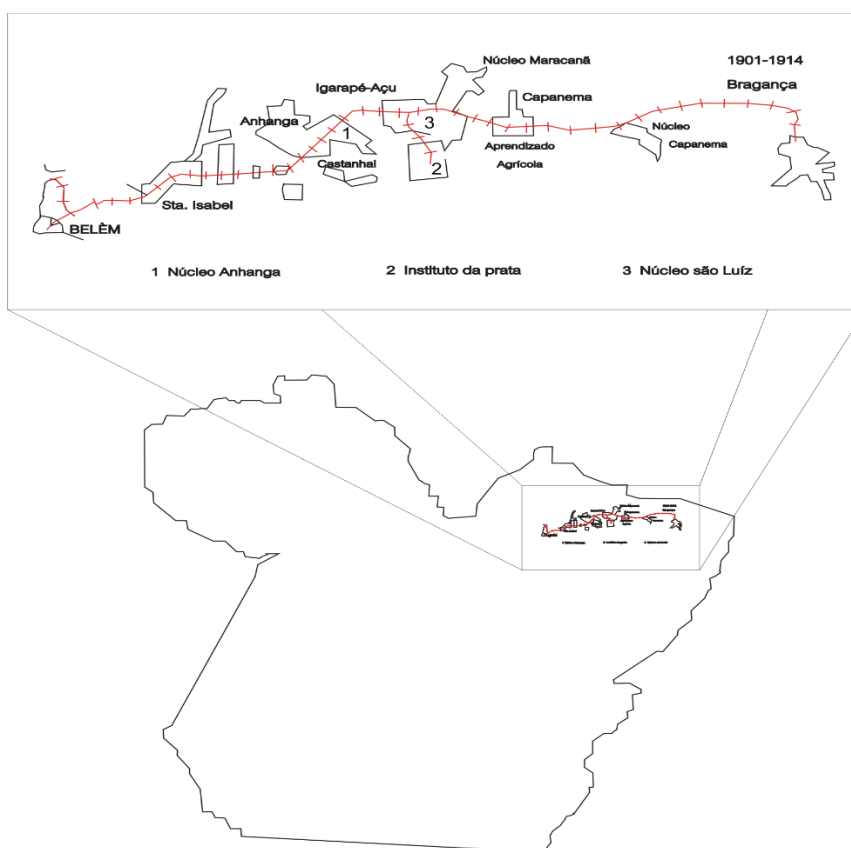 Núcleo Maracanã
1901-1914
Bragança
Igarapé-Açu
Capanema
Anhanga
1
3
Núcleo
Capanema
Aprendizado
Agrícola
Castanhal
2
Sta. Isabel
BELÈM
1 Núcleo Anhanga
2 Instituto da prata
3 Núcleo são Luíz